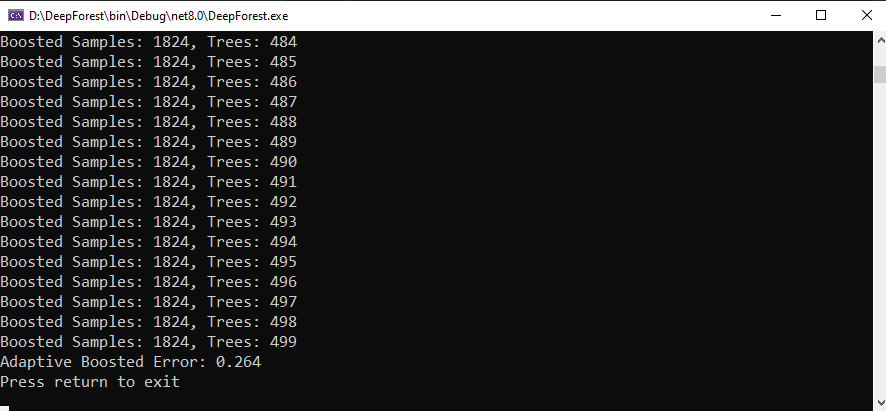 D:\DeepForest\bin\Debug\net8.0\DeepForest.exe
Boosted Samples: 1824, Trees: 484
Boosted Samples: 1824, Trees: 485
Boosted Samples: 1824, Trees: 486
Boosted Samples: 1824, Trees: 487
Boosted Samples: 1824, Trees: 488
Boosted Samples: 1824, Trees: 489
Boosted Samples: 1824, Trees: 490
Boosted Samples: 1824, Trees: 491
Boosted Samples: 1824, Trees: 492
Boosted Samples: 1824, Trees: 493
Boosted Samples: 1824, Trees: 494
Boosted Samples: 1824, Trees: 495
Boosted Samples: 1824, Trees: 496
Boosted Samples: 1824, Trees: 497
Boosted Samples: 1824, Trees: 498
Boosted Samples: 1824, Trees: 499
Adaptive Boosted Error: 0.264
Press return to exit